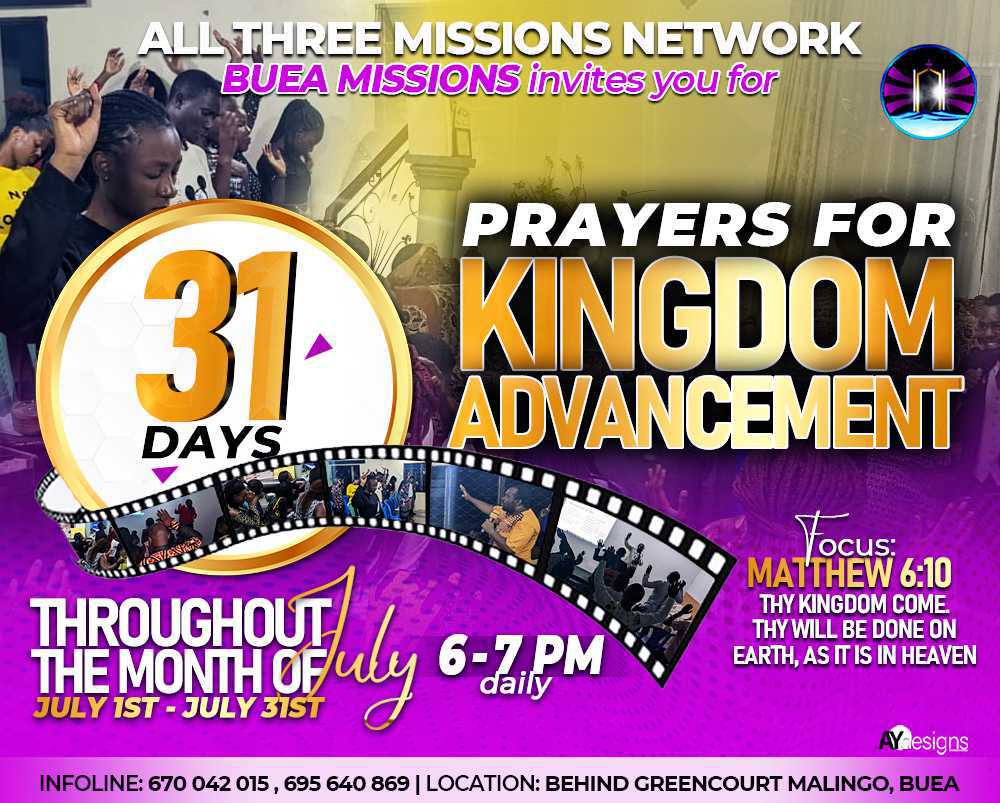 ALL THREE MISSIONS NETWORK
BUEA MISSIONS invites you for
31
DAYS
PRAYERS FOR
KINGDOM
ADVANCEMENT
Focus:
MATTHEW 6:10
THY KINGDOM COME.
THY WILL BE DONE ON
EARTH, AS IT IS IN HEAVEN
THROUGHOUT
THE MONTH OF July
JULY 1ST - JULY 31ST
6-7 PM
daily
AYdesigns
INFOLINE: 670 042 015 , 695 640 869 | LOCATION: BEHIND GREENCOURT MALINGO, BUEA